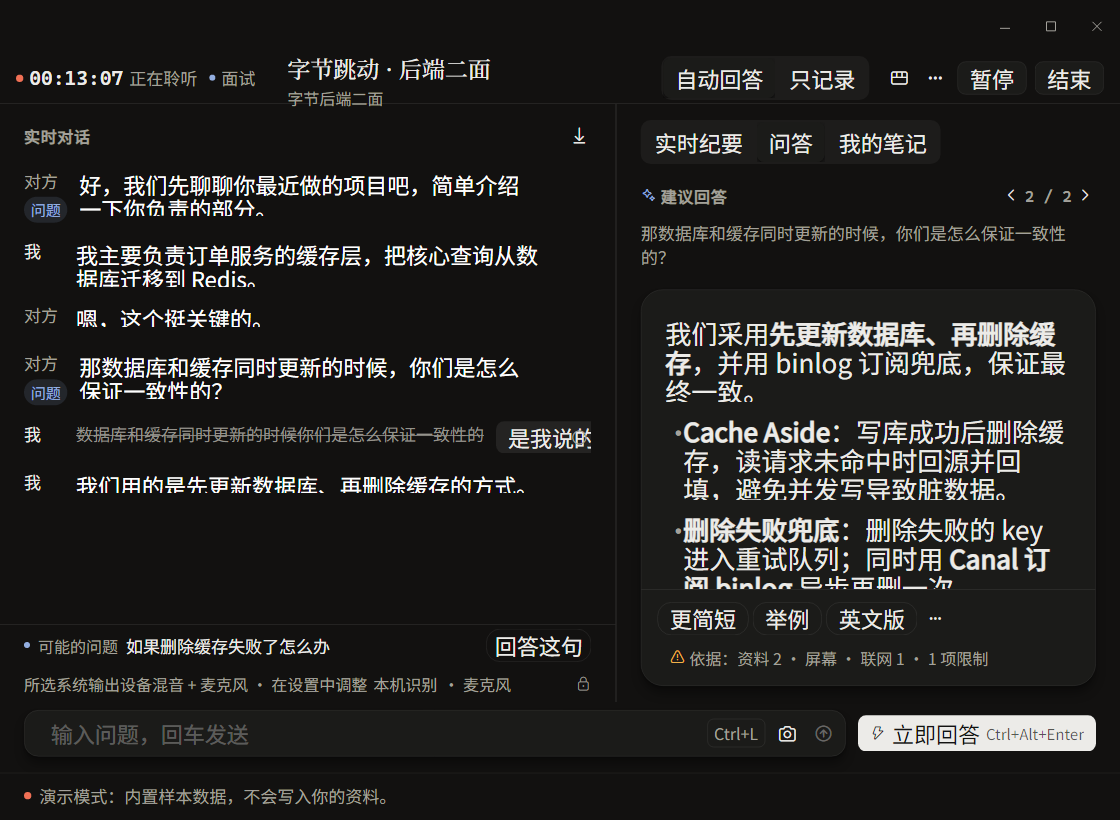 00:13:07 正在聆听 面试
字节跳动 · 后端二面
字节后端二面
自动回答 只记录 ··· 暂停 结束
实时对话
对方
问题
好，我们先聊聊你最近做的项目吧，简单介绍
一下你负责的部分。
我
我主要负责订单服务的缓存层，把核心查询从数
据库迁移到 Redis。
对方
嗯，这个挺关键的。
对方
问题
那数据库和缓存同时更新的时候，你们是怎么
保证一致性的？
我
数据库和缓存同时更新的时候你们是怎么保证一致性的
是我说的
我
我们用的是先更新数据库、再删除缓存的方式。
可能的问题 如果删除缓存失败了怎么办
回答这句
所选系统输出设备混音 + 麦克风 · 在设置中调整 本机识别 · 麦克风
实时纪要 问答 我的笔记
建议回答
2 / 2
那数据库和缓存同时更新的时候，你们是怎么保证一致性
的？
我们采用先更新数据库、再删除缓
存，并用 binlog 订阅兜底，保证最
终一致。
•Cache Aside：写库成功后删除缓
存，读请求未命中时回源并回
填，避免并发写导致脏数据。
•删除失败兜底：删除失败的 key
进入重试队列；同时用 Canal 订
阅 binlog 异步再删一次
更简短 举例 英文版 ···
依据：资料 2 · 屏幕 · 联网 1 · 1 项限制
输入问题，回车发送
Ctrl+L
立即回答 Ctrl+Alt+Enter
演示模式：内置样本数据，不会写入你的资料。